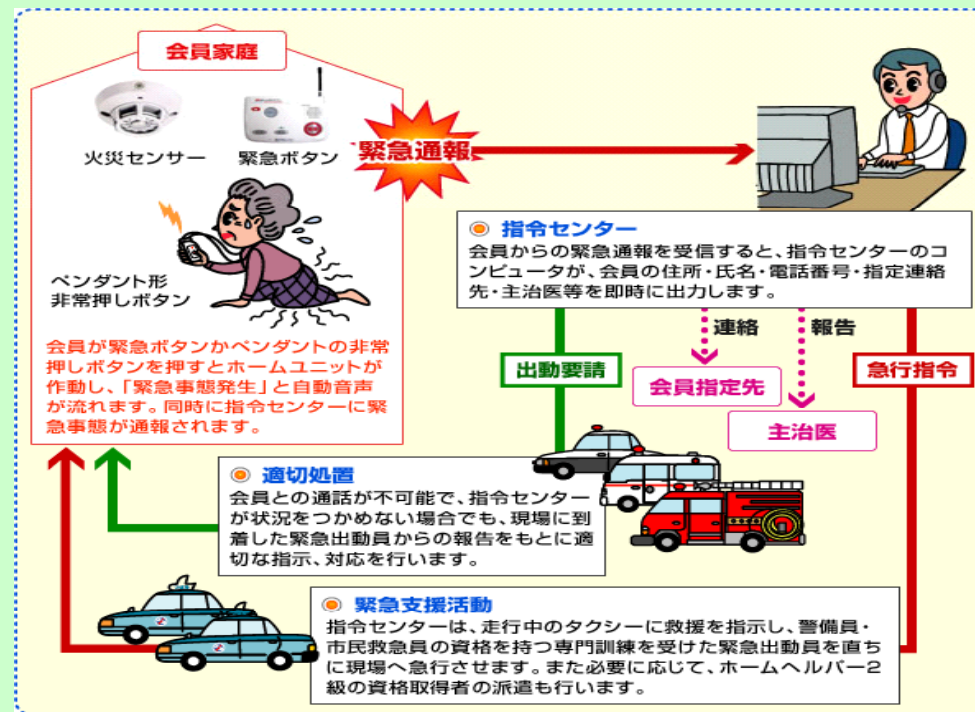 会員家庭
火災センサー
緊急ボタン
緊急通報
ペンダント形
非常押しボタン
会員が緊急ボタンかペンダントの非常
押しボタンを押すとホームユニットが
作動し、「緊急事態発生」と自動音声
が流れます。同時に指令センターに緊
急事態が通報されます。
指令センター
会員からの緊急通報を受信すると、指令センターのコ
ンピュータが、会員の住所・氏名・電話番号・指定連絡
先・主治医等を即時に出力します。
連絡
報告
出動要請
会員指定先
急行指令
主治医
適切処置
会員との通話が不可能で、指令センター
が状況をつかめない場合でも、現場に到
着した緊急出動員からの報告をもとに適
切な指示、対応を行います。
緊急支援活動
指令センターは、走行中のタクシーに救援を指示し、警備員・
市民救急員の資格を持つ専門訓練を受けた緊急出動員を直ち
に現場へ急行させます。また必要に応じて、ホームヘルパー2
級の資格取得者の派遣も行います。